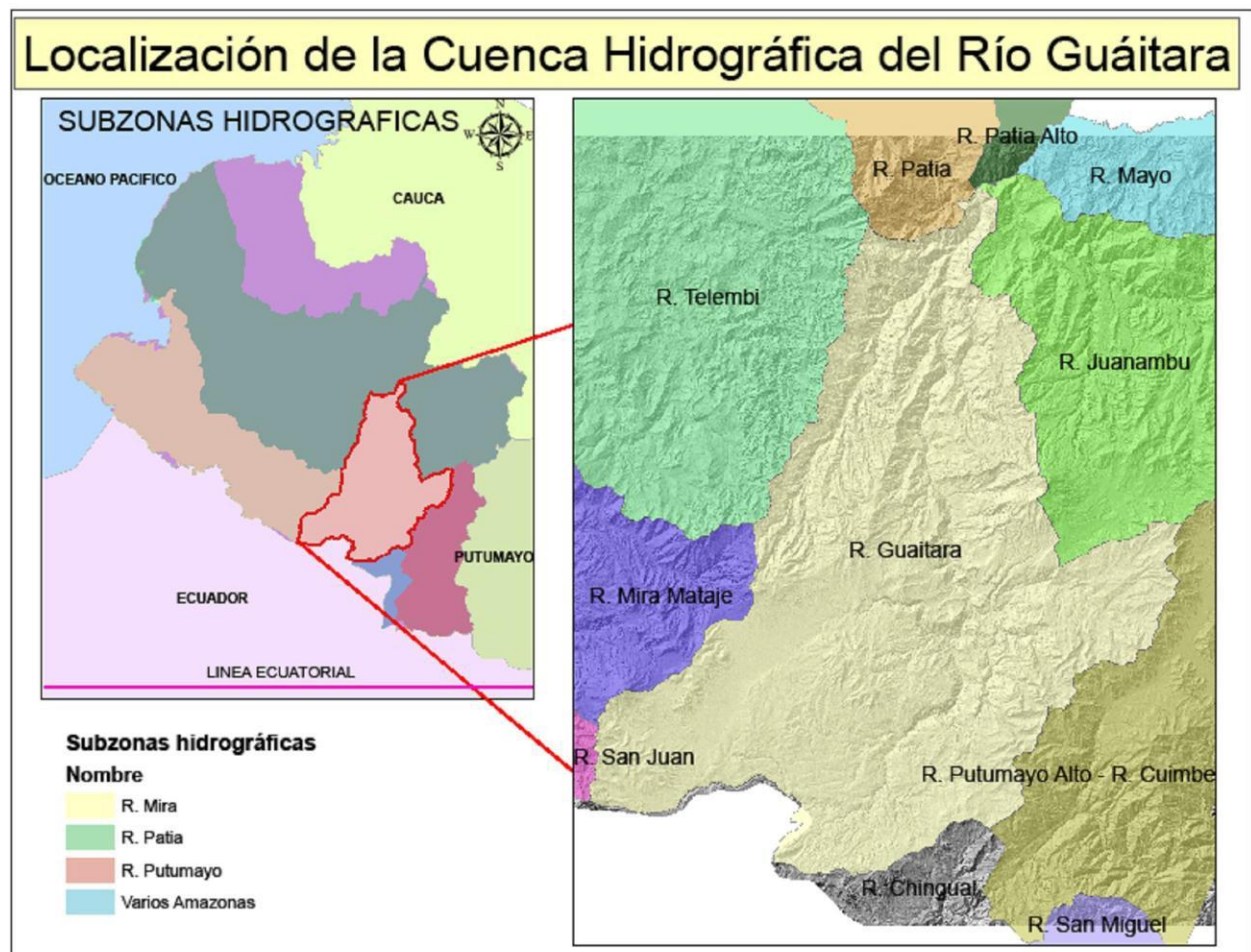 Localización de la Cuenca Hidrográfica del Río Guáitara
SUBZONAS HIDROGRAFICAS
N
W
E
S
OCEANO PACIFICO
CAUCA
PUTUMAYO
ECUADOR
LINEA ECUATORIAL
Subzonas hidrográficas
Nombre
R. Mira
R. Patia
R. Putumayo
Varios Amazonas
R. Patia Alto
R. Patia
R. Mayo
R. Telembi
R. Juanambu
R. Guaitara
R. Mira Mataje
R. San Juan
R. Putumayo Alto - R. Cuimbe
R. Chingual
R. San Miguel